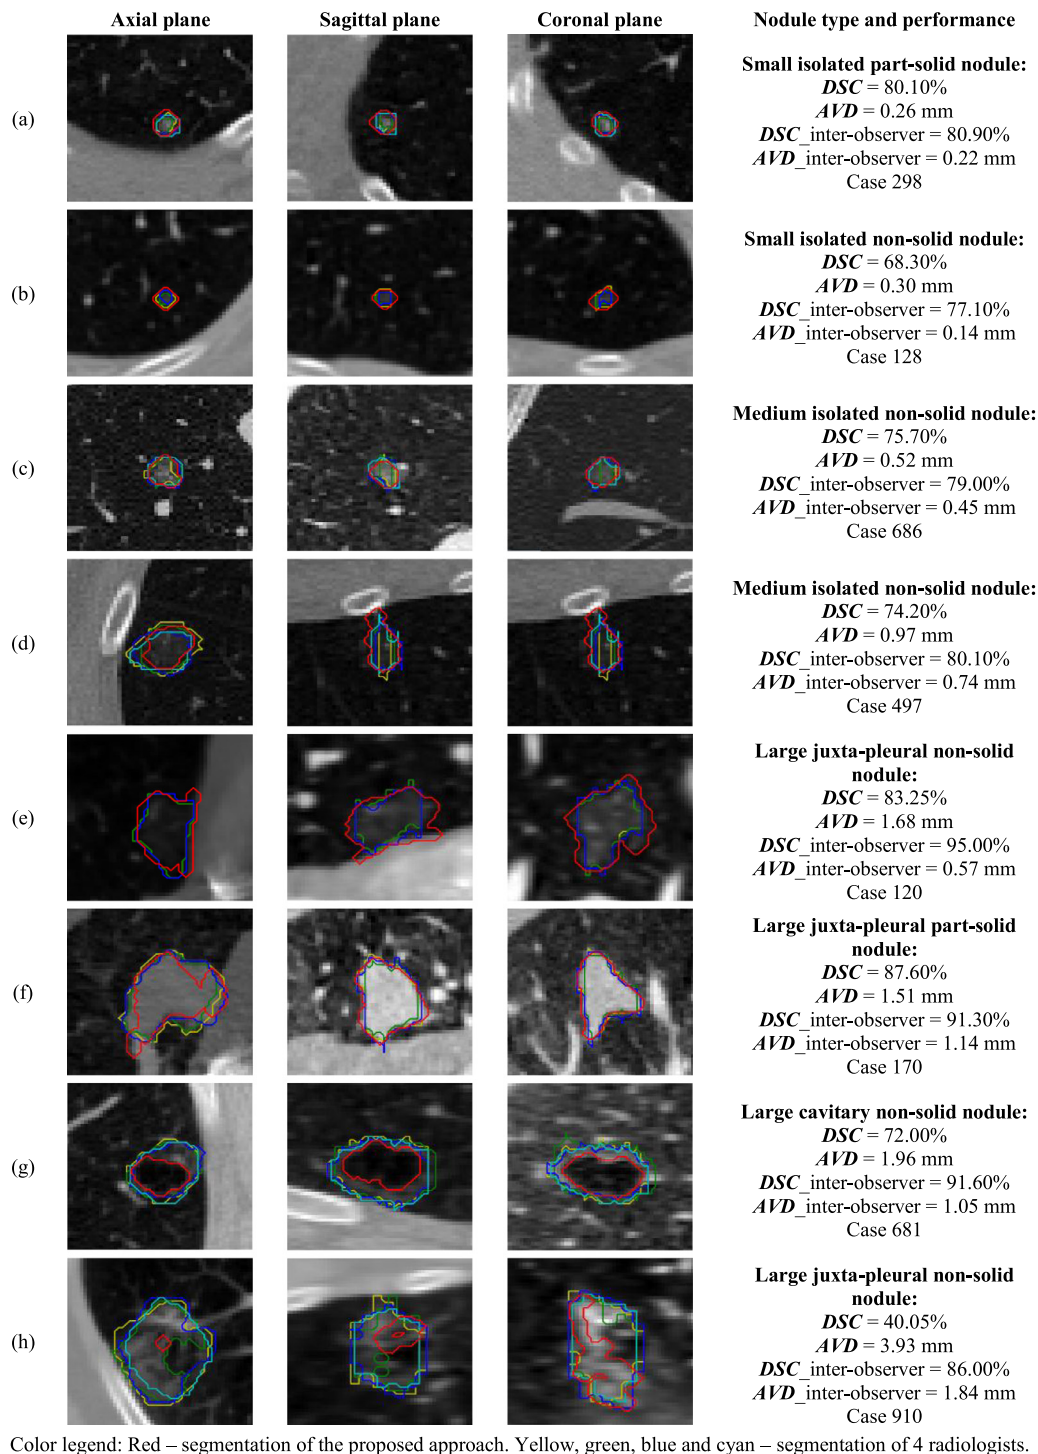 Axial plane
Sagittal plane
Coronal plane
Nodule type and performance
(a)
Small isolated part-solid nodule:
DSC = 80.10%
AVD = 0.26 mm
DSC_inter-observer = 80.90%
AVD_inter-observer = 0.22 mm
Case 298
(b)
Small isolated non-solid nodule:
DSC = 68.30%
AVD = 0.30 mm
DSC_inter-observer = 77.10%
AVD_inter-observer = 0.14 mm
Case 128
(c)
Medium isolated non-solid nodule:
DSC = 75.70%
AVD = 0.52 mm
DSC_inter-observer = 79.00%
AVD_inter-observer = 0.45 mm
Case 686
(d)
Medium isolated non-solid nodule:
DSC = 74.20%
AVD = 0.97 mm
DSC_inter-observer = 80.10%
AVD_inter-observer = 0.74 mm
Case 497
(e)
Large juxta-pleural non-solid
nodule:
DSC = 83.25%
AVD = 1.68 mm
DSC_inter-observer = 95.00%
AVD_inter-observer = 0.57 mm
Case 120
(f)
Large juxta-pleural part-solid
nodule:
DSC = 87.60%
AVD = 1.51 mm
DSC_inter-observer = 91.30%
AVD_inter-observer = 1.14 mm
Case 170
(g)
Large cavitary non-solid nodule:
DSC = 72.00%
AVD = 1.96 mm
DSC_inter-observer = 91.60%
AVD_inter-observer = 1.05 mm
Case 681
(h)
Large juxta-pleural non-solid
nodule:
DSC = 40.05%
AVD = 3.93 mm
DSC_inter-observer = 86.00%
AVD_inter-observer = 1.84 mm
Case 910
Color legend: Red – segmentation of the proposed approach. Yellow, green, blue and cyan – segmentation of 4 radiologists.